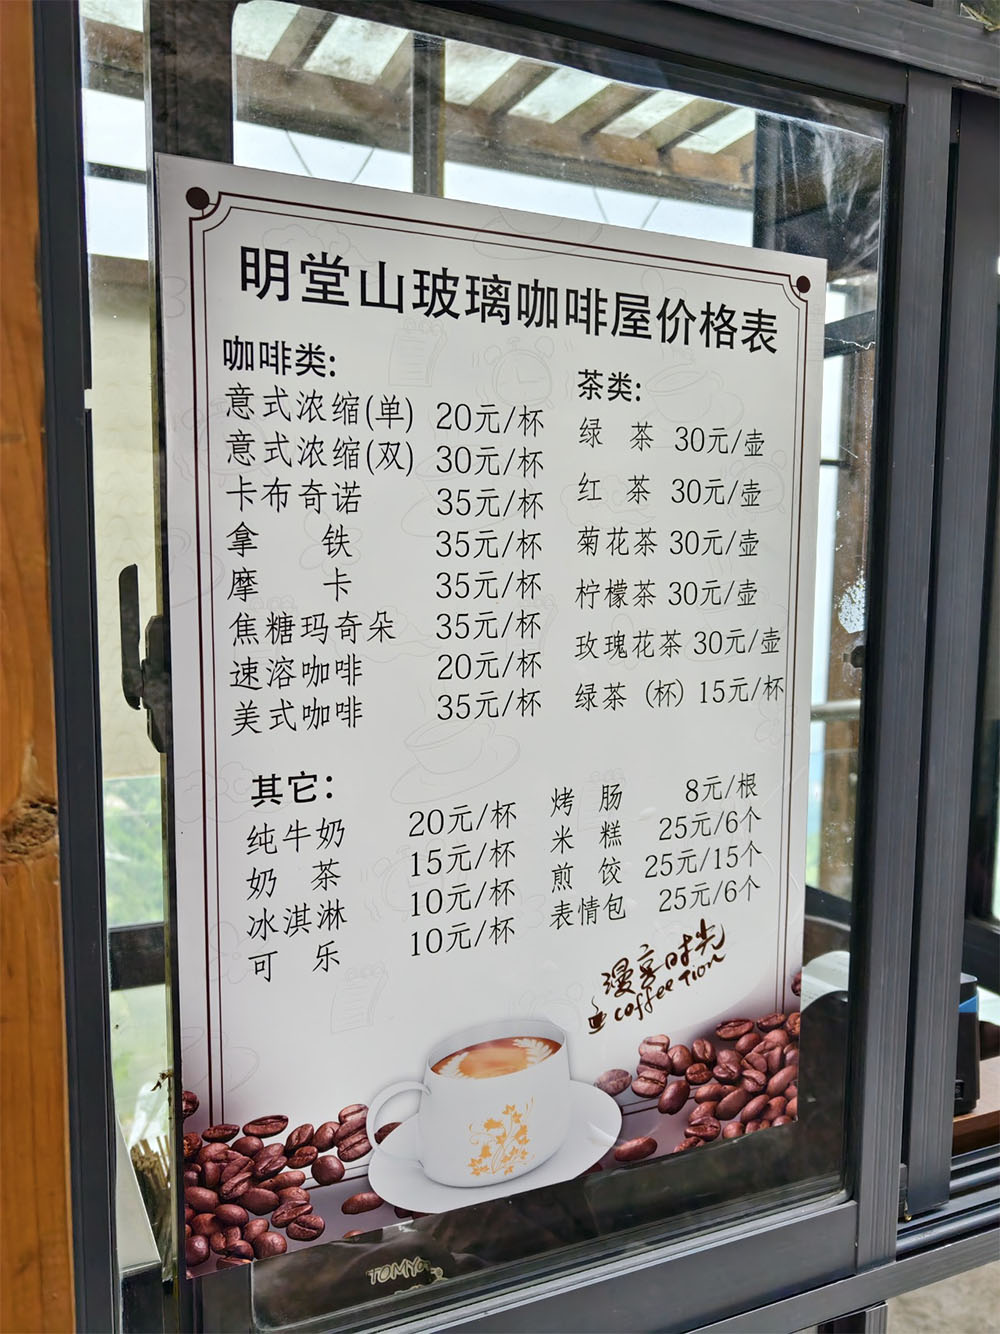 明堂山玻璃咖啡屋价格表
咖啡类:
意式浓缩(单) 20元/杯
意式浓缩(双) 30元/杯
卡布奇诺 35元/杯
拿 铁 35元/杯
摩 卡 35元/杯
焦糖玛奇朵 35元/杯
速溶咖啡 20元/杯
美式咖啡 35元/杯
茶类:
绿 茶 30元/壶
红 茶 30元/壶
菊花茶 30元/壶
柠檬茶 30元/壶
玫瑰花茶 30元/壶
绿茶 (杯) 15元/杯
其它:
纯牛奶 20元/杯
奶 茶 15元/杯
冰淇淋 10元/杯
可 乐 10元/杯
烤 肠 8元/根
米 糕 25元/6个
煎 饺 25元/15个
表情包 25元/6个
漫享时光
coffee Tion